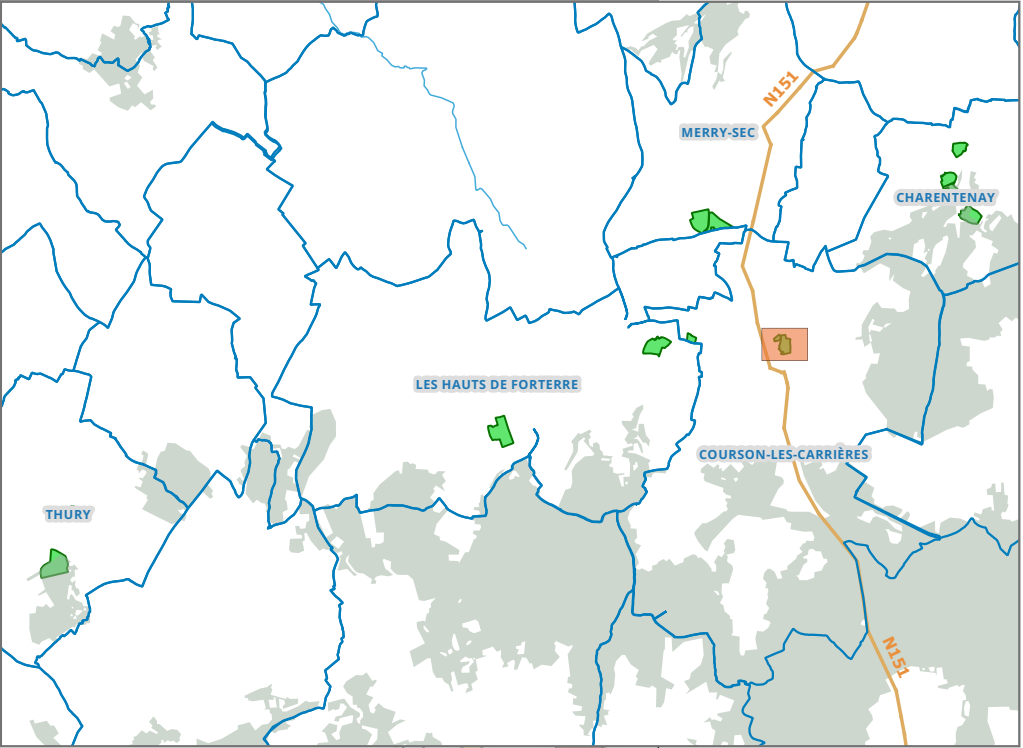 N151
MERRY-SEC
CHARENTENAY
LES HAUTS DE FORTERRE
COURSON-LES-CARRIÈRES
THURY
N151